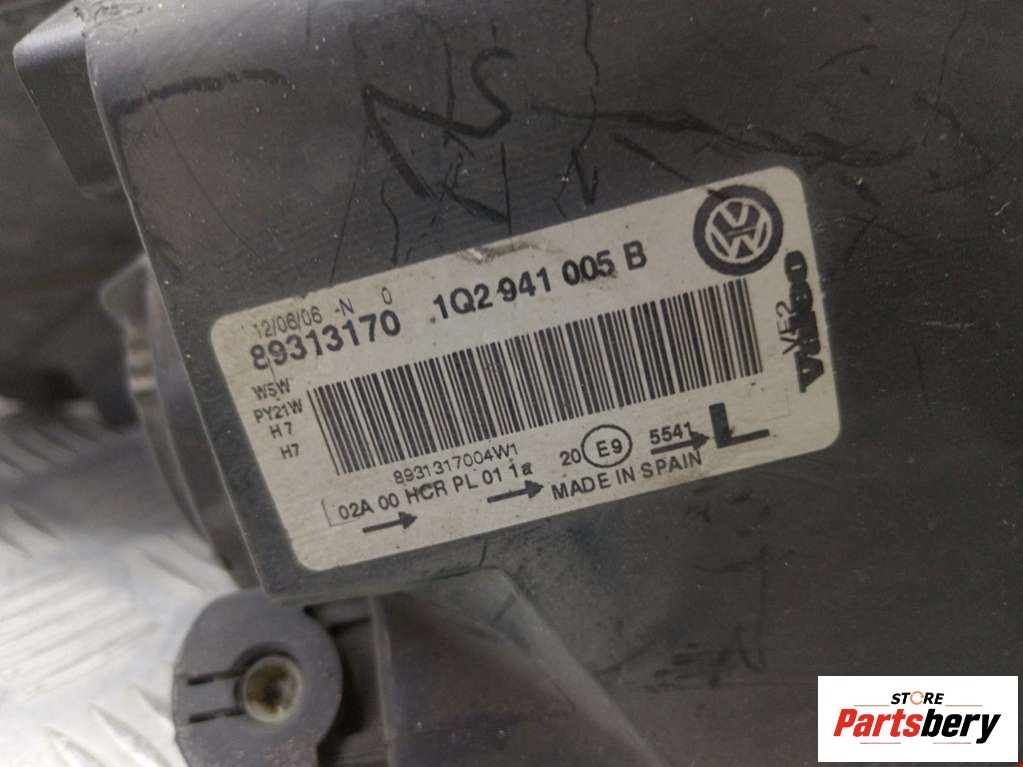 NS
12/06/06 -N 0
89313170 1Q2 941 005 B
W5W
PY21W
H7
H7
8931317004W1
02A 00 HCR PL 01 1a
20 E9 5541 L
MADE IN SPAIN
VE2
STORE
Partsbery